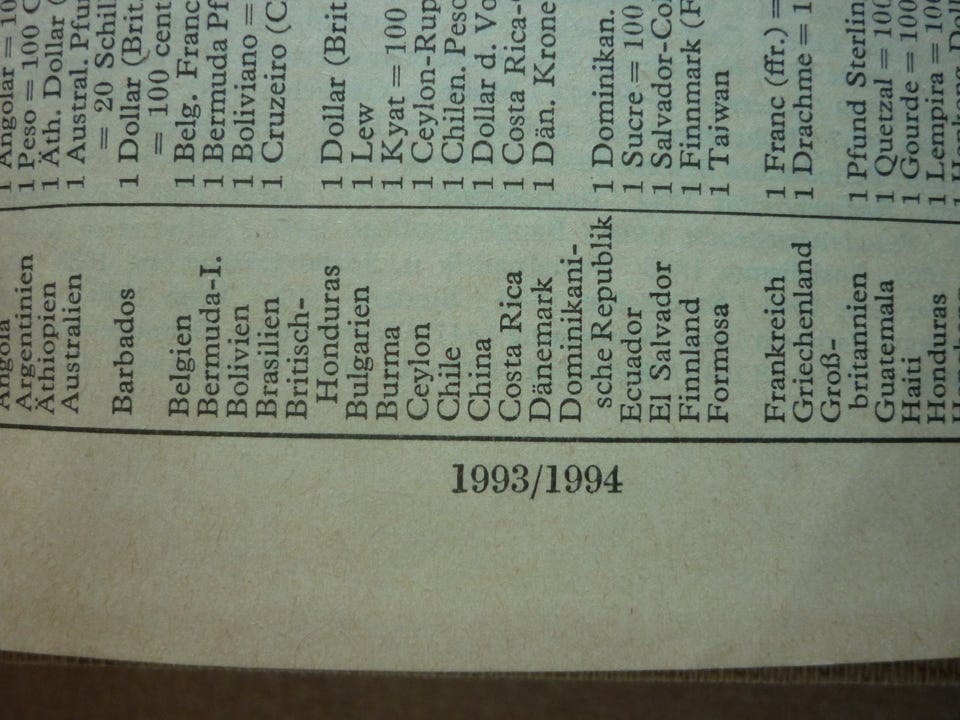 Angola 1 Angolar = 10
Argentinien 1 Peso = 100 C
Äthiopien 1 Äth. Dollar (
Australien 1 Austral. Pfu
= 20 Schill
Barbados 1 Dollar (Brit.
= 100 cent
Belgien 1 Belg. Franc
Bermuda-I. 1 Bermuda Pf
Bolivien 1 Boliviano =
Brasilien 1 Cruzeiro (C
Britisch-
Honduras 1 Dollar (Brit
Bulgarien 1 Lew
Burma 1 Kyat = 100
Ceylon 1 Ceylon-Rup
Chile 1 Chilen. Peso
China 1 Dollar d. Vo
Costa Rica 1 Costa Rica-
Dänemark 1 Dän. Krone
Dominikani-
sche Republik 1 Dominikan.
Ecuador 1 Sucre = 100
El Salvador 1 Salvador-Col
Finnland 1 Finnmark (F
Formosa 1 Taiwan
Frankreich 1 Franc (ffr.) =
Griechenland 1 Drachme = 1
Groß-
britannien 1 Pfund Sterlin
Guatemala 1 Quetzal = 100
Haiti 1 Gourde = 100
Honduras 1 Lempira = 100
1993/1994